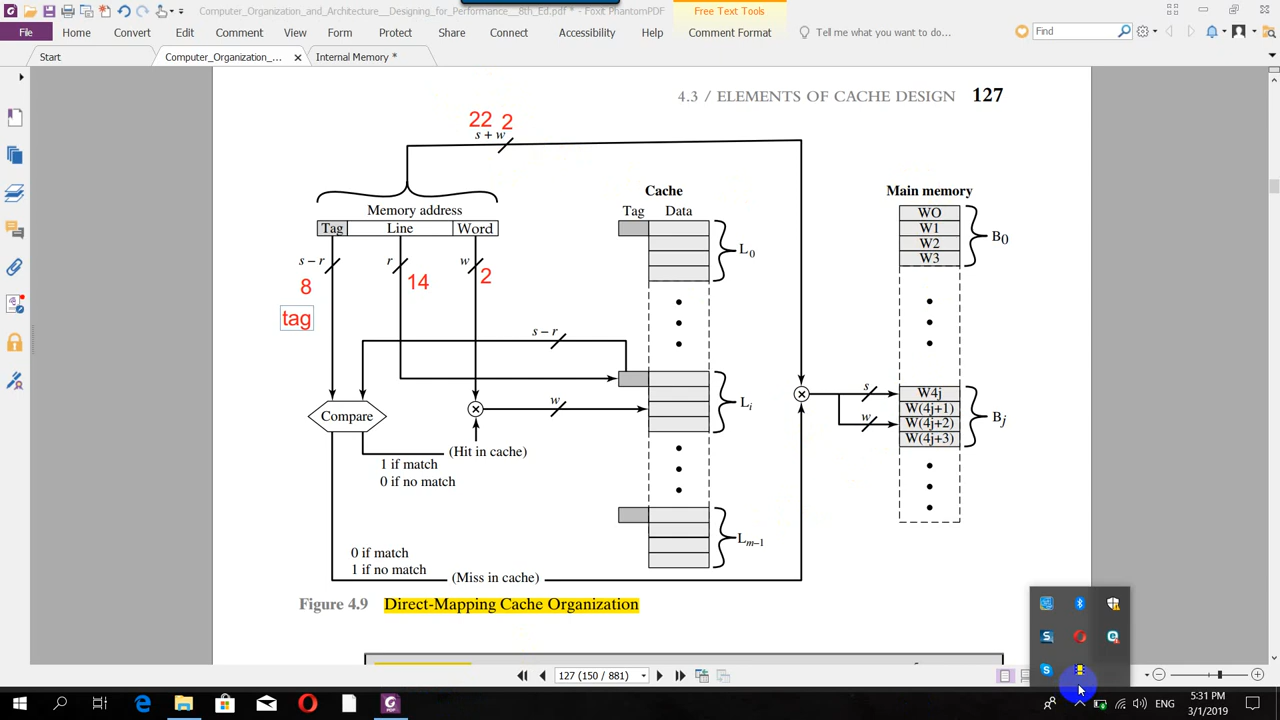 Computer_Organization_and_Architecture__Designing_for_Performance__8th_Ed.pdf * - Foxit PhantomPDF
Free Text Tools
File Home Convert Edit Comment View Form Protect Share Connect Accessibility Help Comment Format Tell me what you want to do... Find
Start Computer_Organization_... Internal Memory *
4.3 / ELEMENTS OF CACHE DESIGN 127
22 2
s + w
Cache Main memory
Memory address Tag Data
Tag Line Word
W0
W1
W2
W3
B0
L0
s – r r w
8 14 2
tag
s – r
Compare
w
Li
s
w
W4j
W(4j+1)
W(4j+2)
W(4j+3)
Bj
(Hit in cache)
1 if match
0 if no match
Lm–1
0 if match
1 if no match
(Miss in cache)
Figure 4.9 Direct-Mapping Cache Organization
127 (150 / 881)
ENG
5:31 PM
3/1/2019